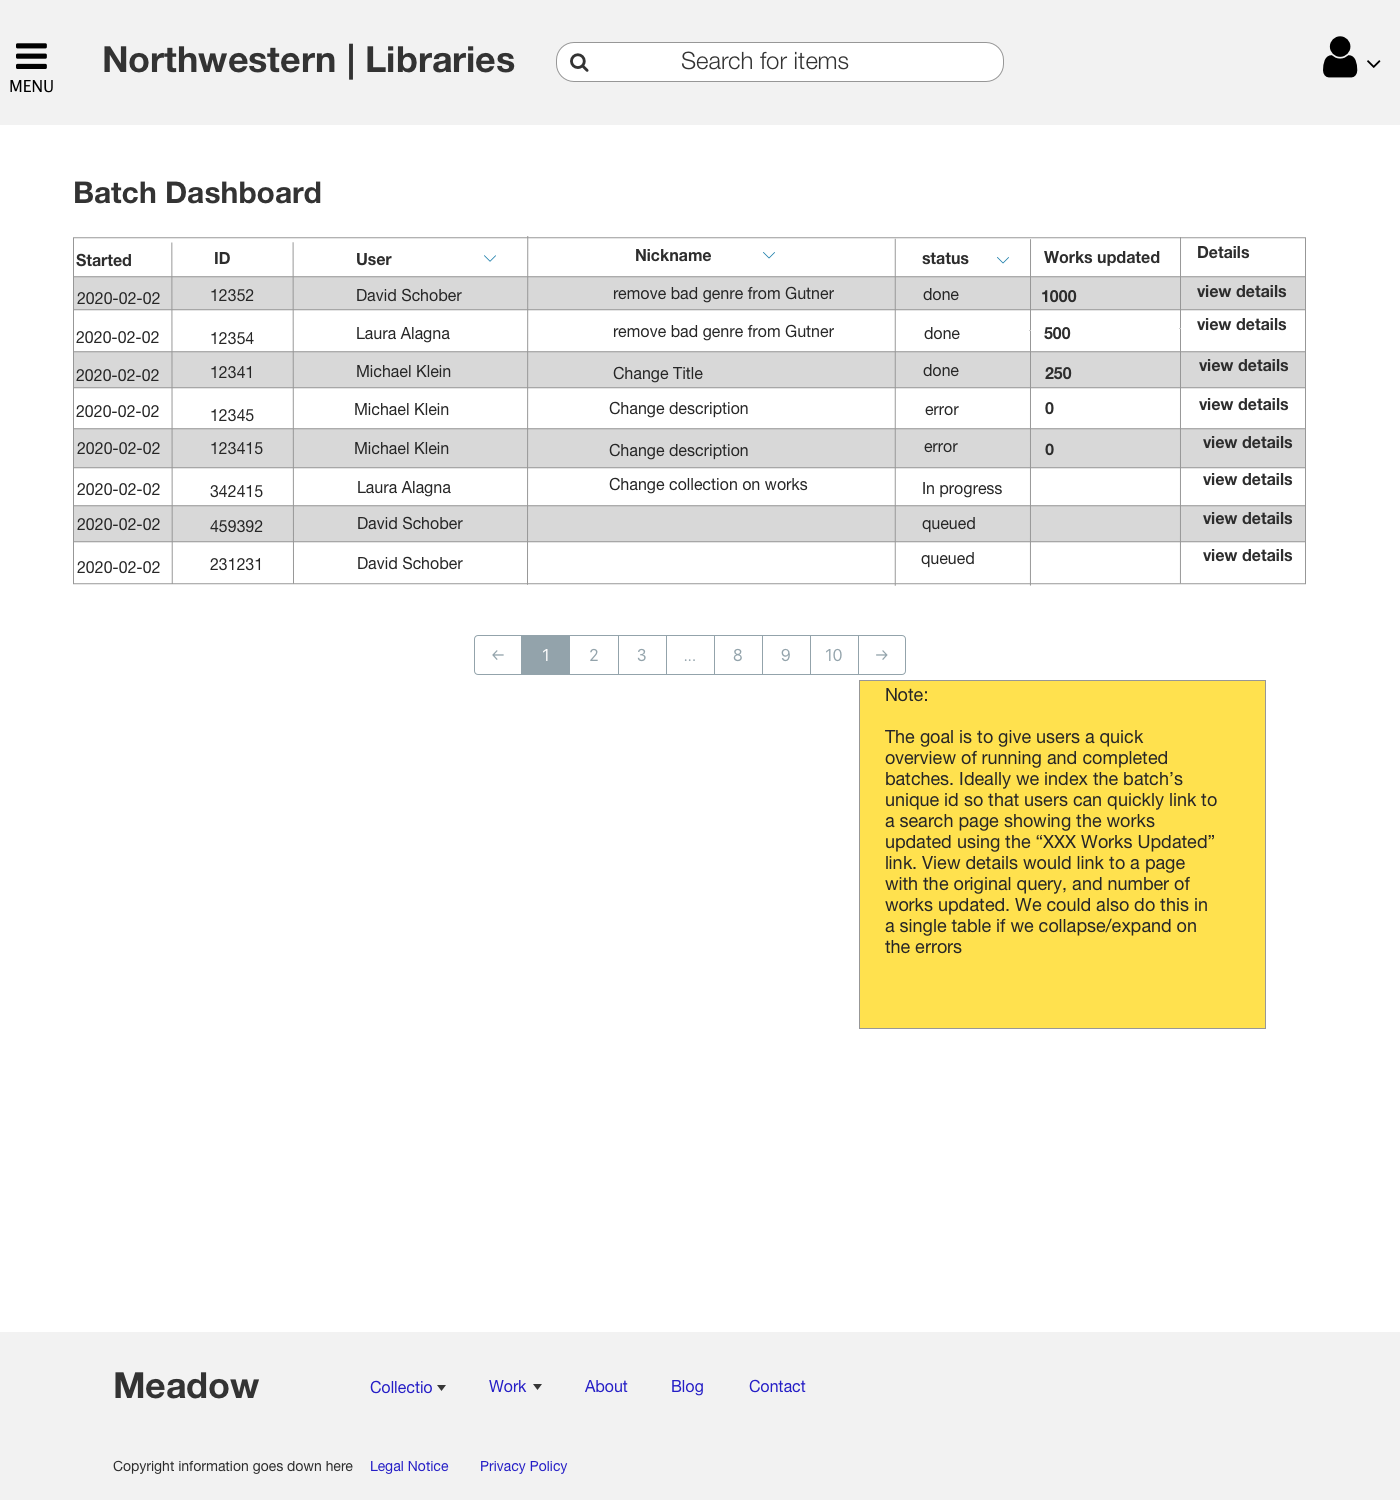 MENU
Northwestern | Libraries
Search for items
Batch Dashboard
Started ID User Nickname status Works updated Details
2020-02-02 12352 David Schober remove bad genre from Gutner done 1000 view details
2020-02-02 12354 Laura Alagna remove bad genre from Gutner done 500 view details
2020-02-02 12341 Michael Klein Change Title done 250 view details
2020-02-02 12345 Michael Klein Change description error 0 view details
2020-02-02 123415 Michael Klein Change description error 0 view details
2020-02-02 342415 Laura Alagna Change collection on works In progress view details
2020-02-02 459392 David Schober queued view details
2020-02-02 231231 David Schober queued view details
← 1 2 3 ... 8 9 10 →
Note:
The goal is to give users a quick
overview of running and completed
batches. Ideally we index the batch’s
unique id so that users can quickly link to
a search page showing the works
updated using the “XXX Works Updated”
link. View details would link to a page
with the original query, and number of
works updated. We could also do this in
a single table if we collapse/expand on
the errors
Meadow
Collectio Work About Blog Contact
Copyright information goes down here Legal Notice Privacy Policy